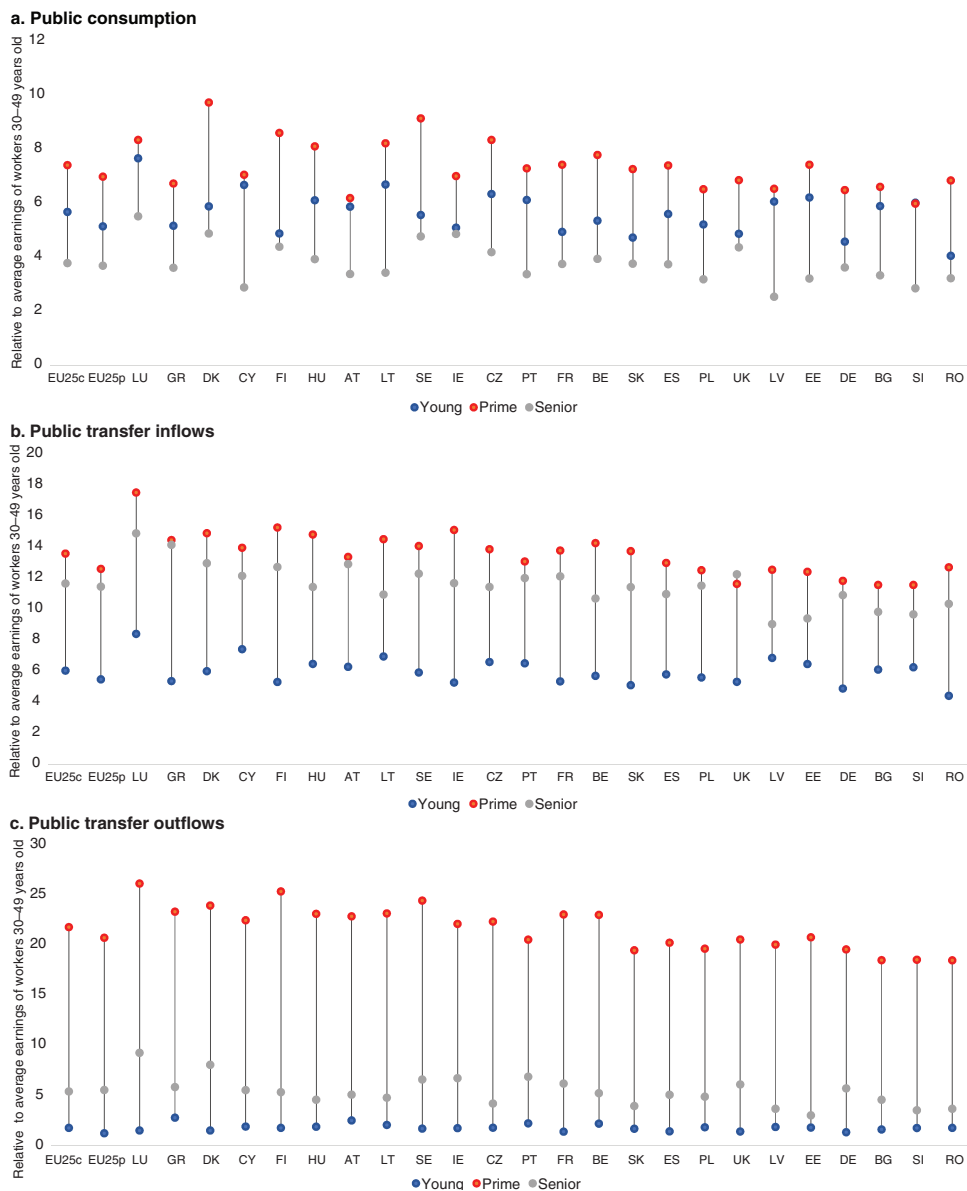 a. Public consumption
Relative to average earnings of workers 30–49 years old
12
10
8
6
4
2
0
EU25c EU25p LU GR DK CY FI HU AT LT SE IE CZ PT FR BE SK ES PL UK LV EE DE BG SI RO
Young Prime Senior
b. Public transfer inflows
Relative to average earnings of workers 30–49 years old
20
18
16
14
12
10
8
6
4
2
0
EU25c EU25p LU GR DK CY FI HU AT LT SE IE CZ PT FR BE SK ES PL UK LV EE DE BG SI RO
Young Prime Senior
c. Public transfer outflows
Relative to average earnings of workers 30–49 years old
30
25
20
15
10
5
0
EU25c EU25p LU GR DK CY FI HU AT LT SE IE CZ PT FR BE SK ES PL UK LV EE DE BG SI RO
Young Prime Senior